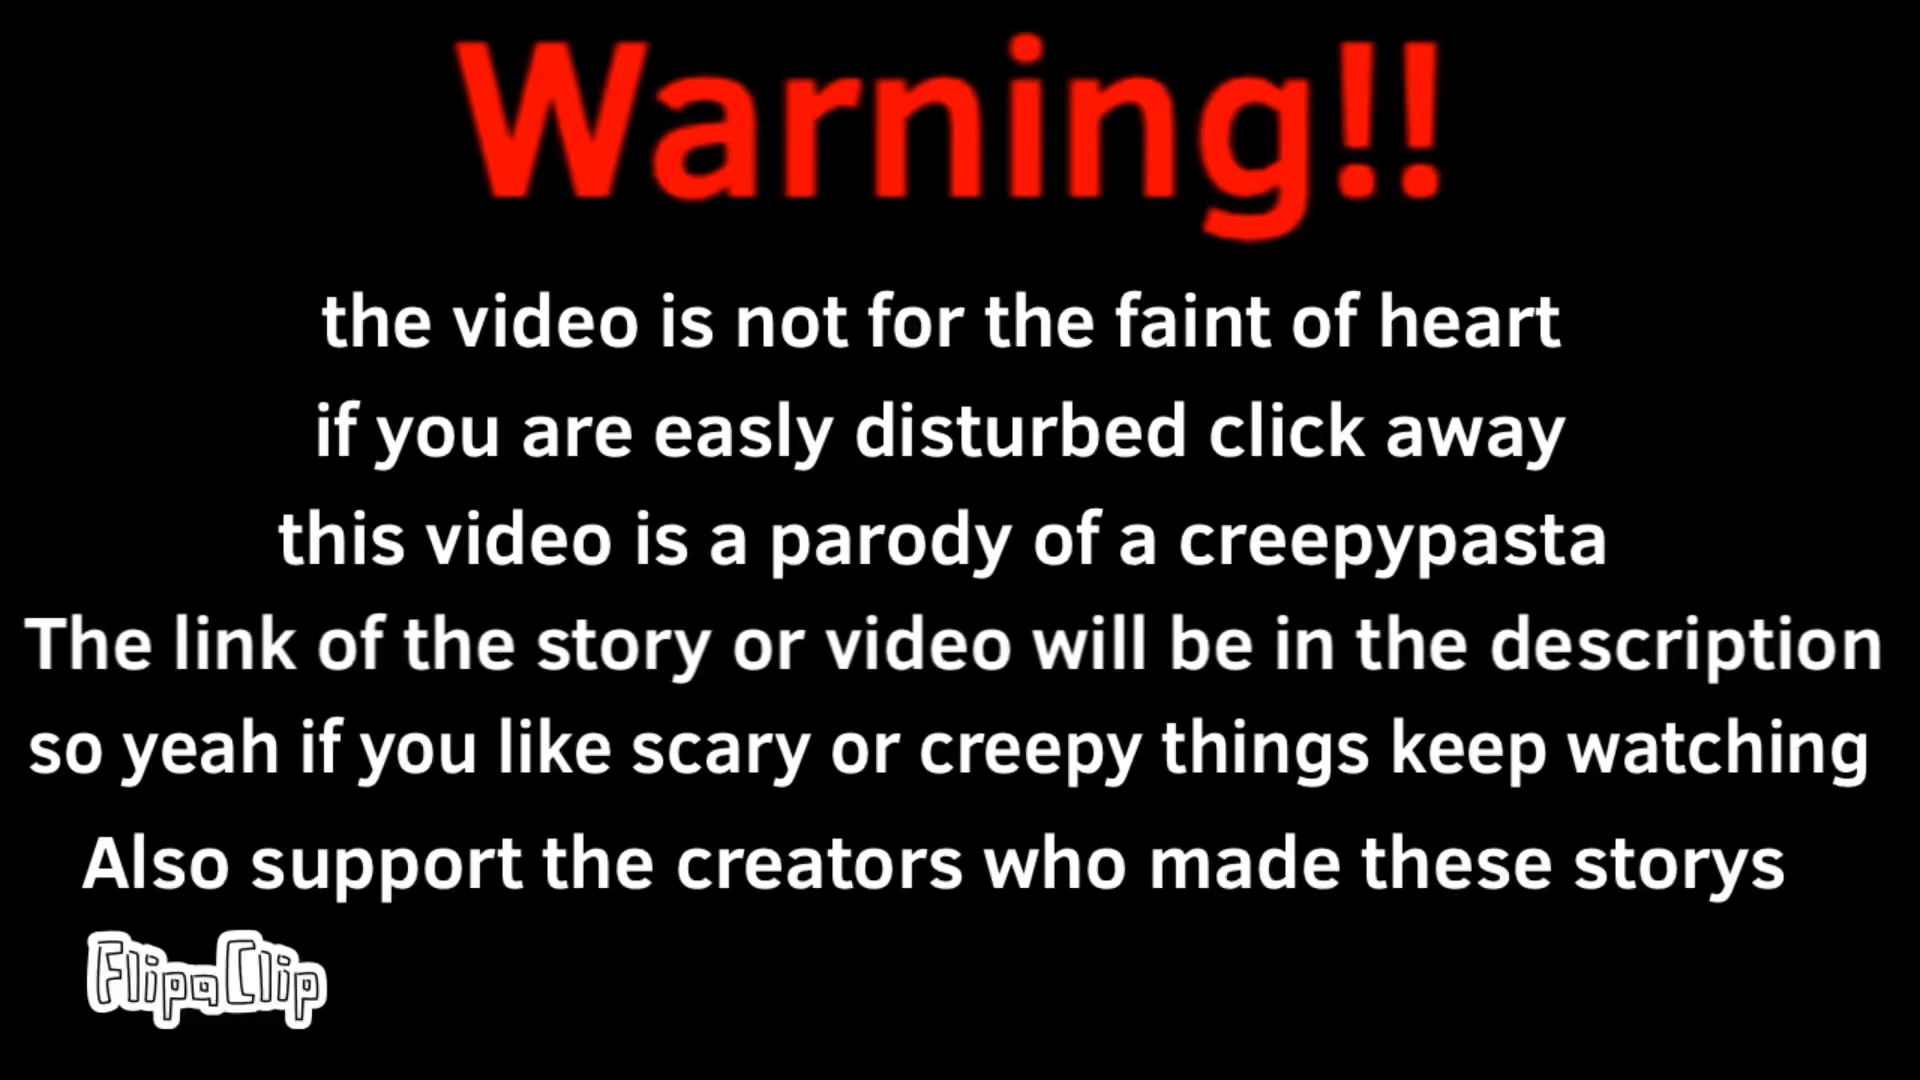 Warning!!
the video is not for the faint of heart
if you are easly disturbed click away
this video is a parody of a creepypasta
The link of the story or video will be in the description
so yeah if you like scary or creepy things keep watching
Also support the creators who made these storys
FlipaClip